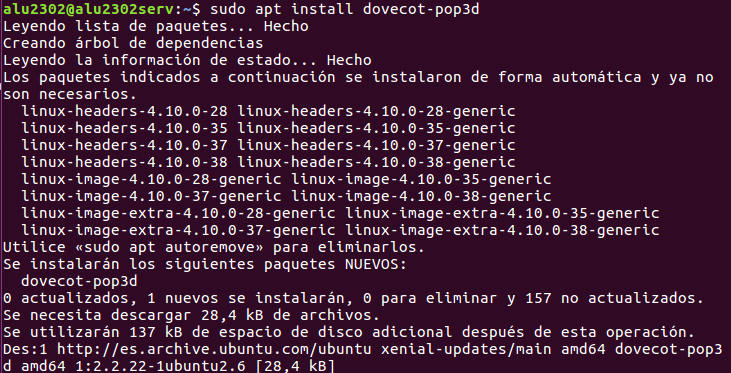 alu2302@alu2302serv:~$ sudo apt install dovecot-pop3d
Leyendo lista de paquetes... Hecho
Creando árbol de dependencias
Leyendo la información de estado... Hecho
Los paquetes indicados a continuación se instalaron de forma automática y ya no
son necesarios.
  linux-headers-4.10.0-28 linux-headers-4.10.0-28-generic
  linux-headers-4.10.0-35 linux-headers-4.10.0-35-generic
  linux-headers-4.10.0-37 linux-headers-4.10.0-37-generic
  linux-headers-4.10.0-38 linux-headers-4.10.0-38-generic
  linux-image-4.10.0-28-generic linux-image-4.10.0-35-generic
  linux-image-4.10.0-37-generic linux-image-4.10.0-38-generic
  linux-image-extra-4.10.0-28-generic linux-image-extra-4.10.0-35-generic
  linux-image-extra-4.10.0-37-generic linux-image-extra-4.10.0-38-generic
Utilice «sudo apt autoremove» para eliminarlos.
Se instalarán los siguientes paquetes NUEVOS:
  dovecot-pop3d
0 actualizados, 1 nuevos se instalarán, 0 para eliminar y 157 no actualizados.
Se necesita descargar 28,4 kB de archivos.
Se utilizarán 137 kB de espacio de disco adicional después de esta operación.
Des:1 http://es.archive.ubuntu.com/ubuntu xenial-updates/main amd64 dovecot-pop3
d amd64 1:2.2.22-1ubuntu2.6 [28,4 kB]